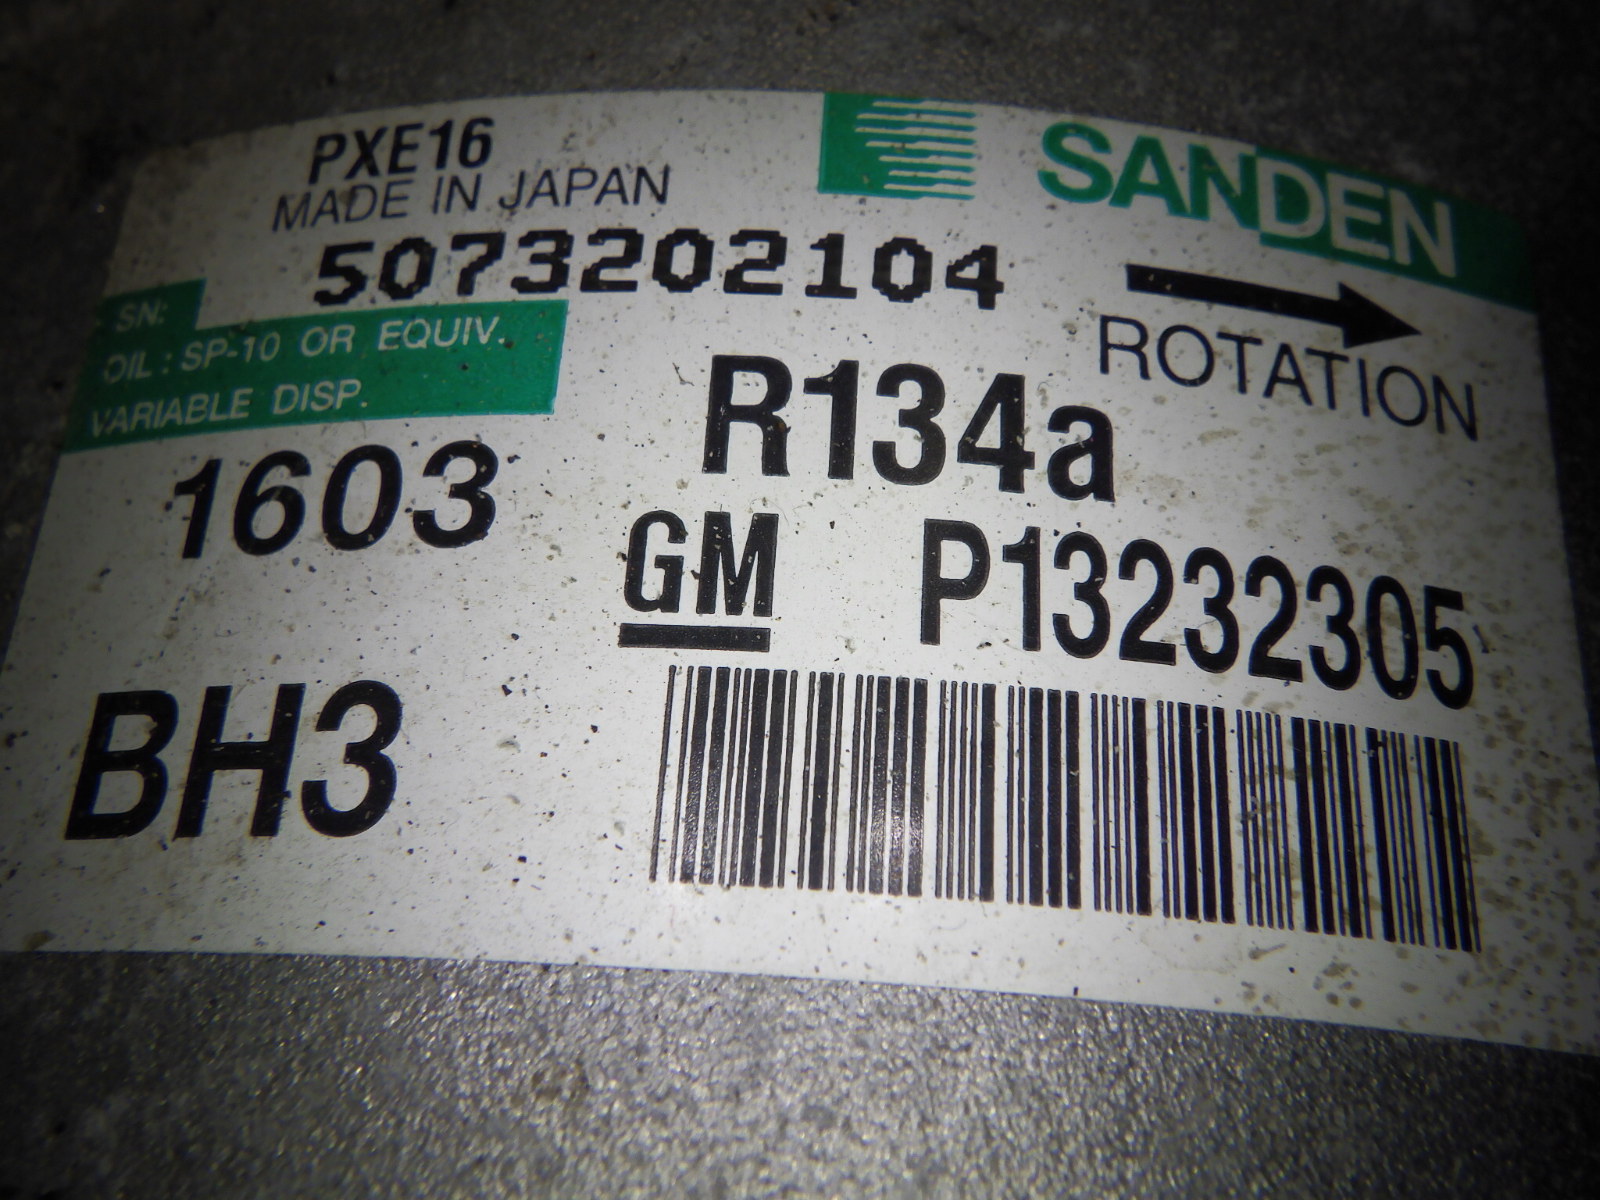 PXE16
MADE IN JAPAN
SANDEN
SN: 5073202104
OIL : SP-10 OR EQUIV.
VARIABLE DISP.
ROTATION
R134a
1603
GM P13232305
BH3